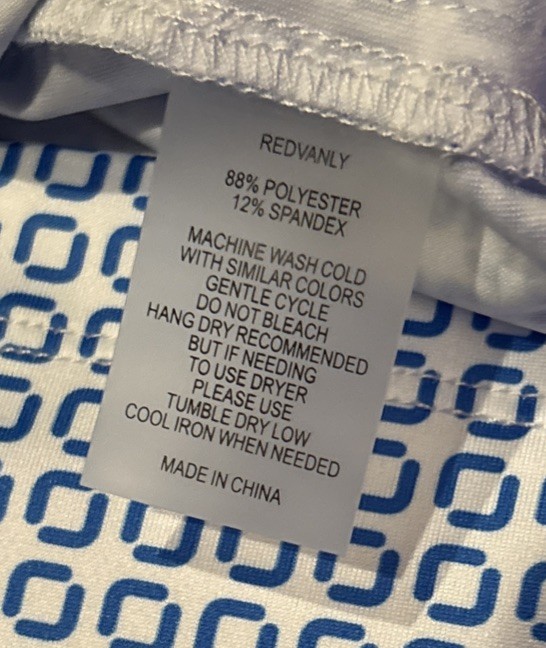 REDVANLY
88% POLYESTER
12% SPANDEX
MACHINE WASH COLD
WITH SIMILAR COLORS
GENTLE CYCLE
DO NOT BLEACH
HANG DRY RECOMMENDED
BUT IF NEEDING
TO USE DRYER
PLEASE USE
TUMBLE DRY LOW
COOL IRON WHEN NEEDED
MADE IN CHINA